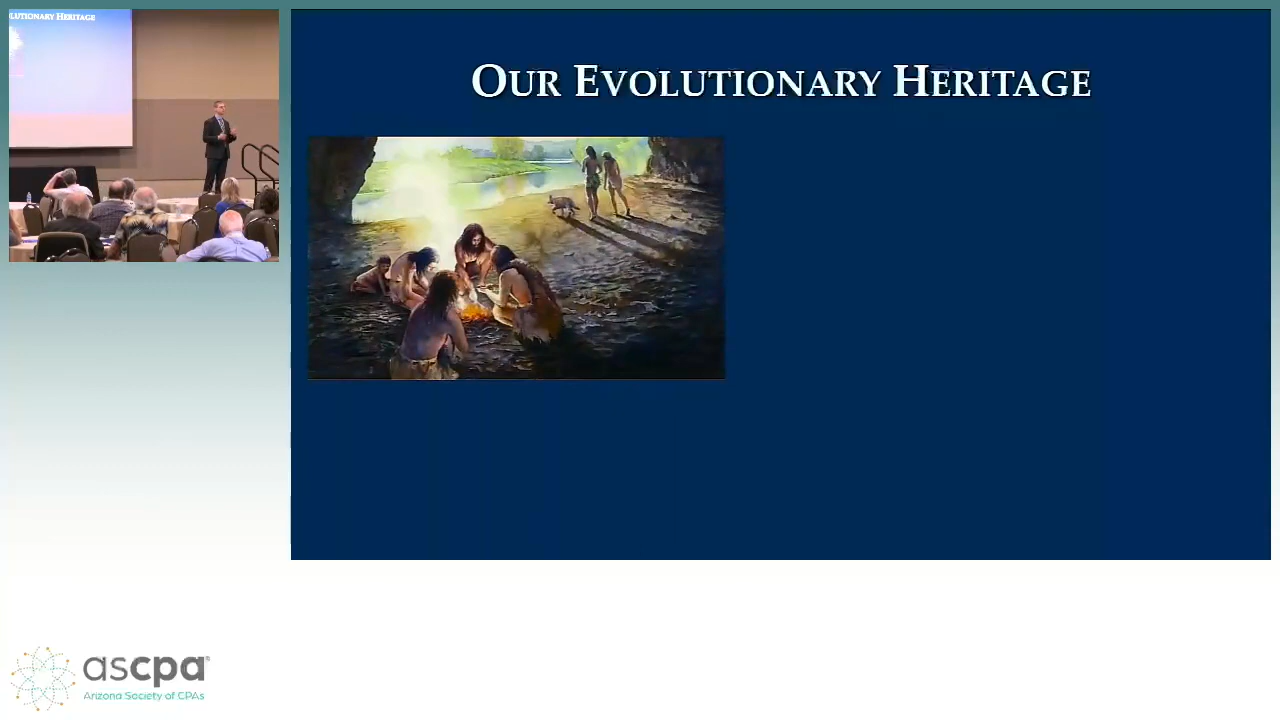 LUTIONARY HERITAGE
OUR EVOLUTIONARY HERITAGE
ascpa
Arizona Society of CPAs